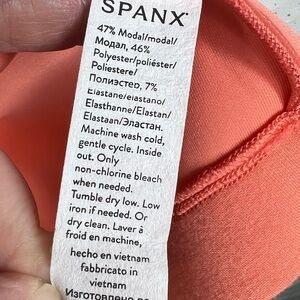 SPANX
47% Modal/modal/
Модал, 46%
Polyester/poliéster/
Poliestere/
Полиэстер, 7%
Elastane/elastano/
Elasthanne/Elastan/
Elastaan/Эластан.
Machine wash cold,
gentle cycle. Inside
out. Only
non-chlorine bleach
when needed.
Tumble dry low. Low
iron if needed. Or
dry clean. Laver à
froid en machine,
hecho en vietnam
fabbricato in
vietnam
Изготовлено во